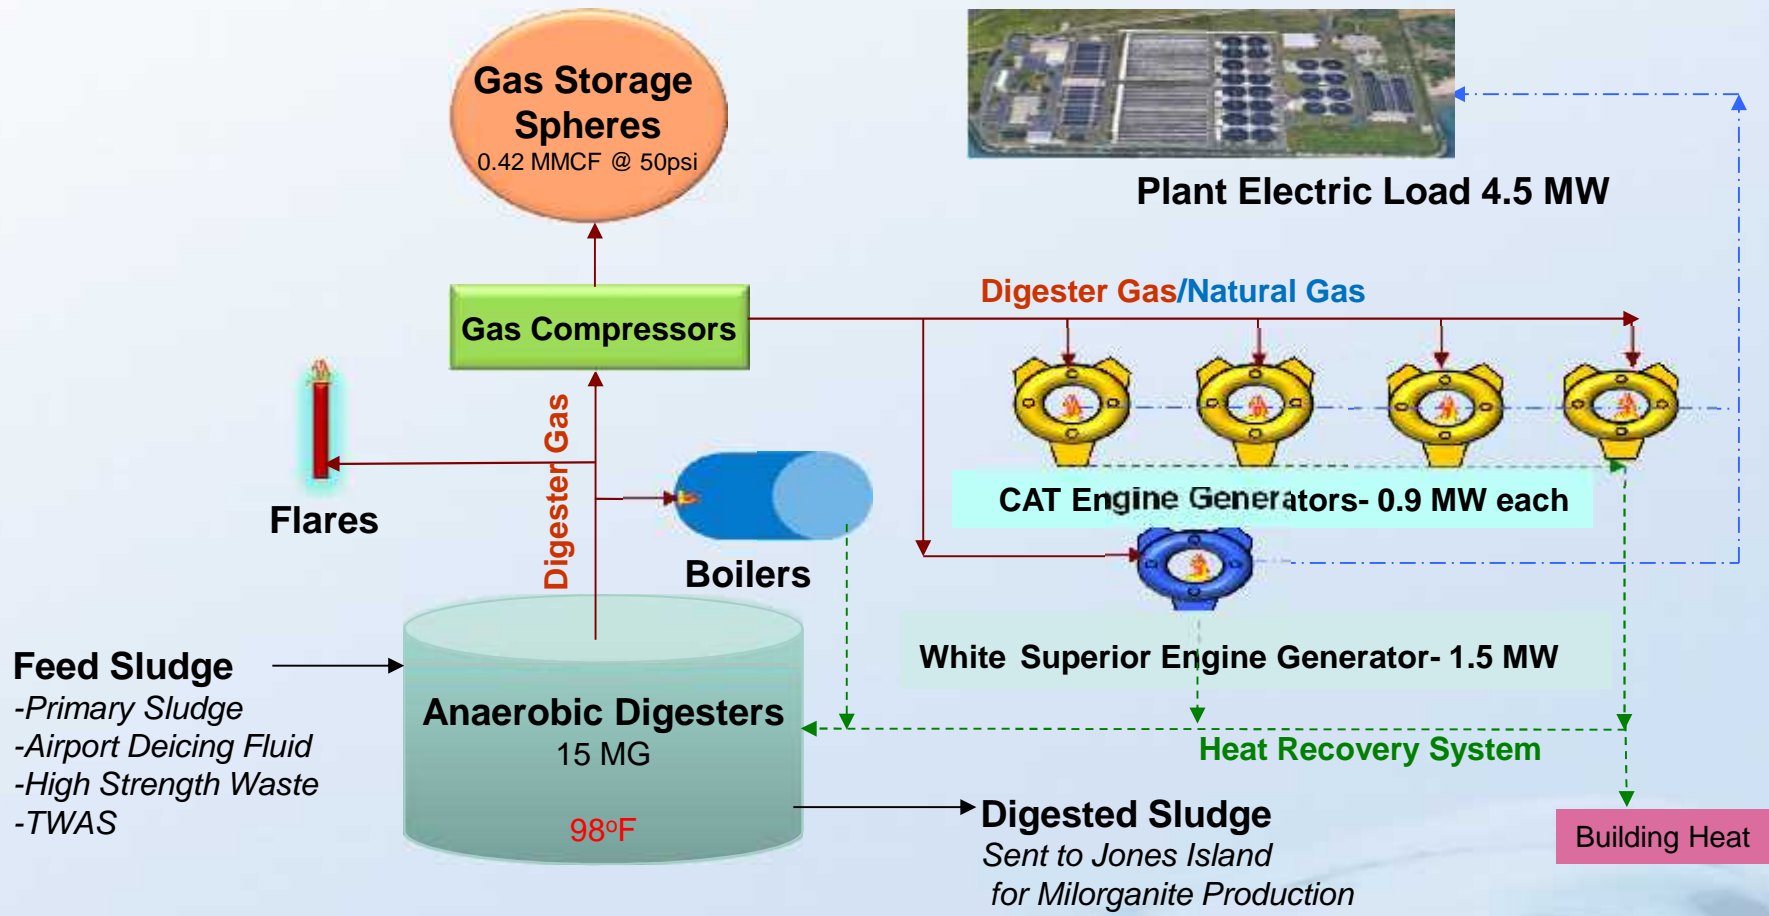 Gas Storage
Spheres
0.42 MMCF @ 50psi
Plant Electric Load 4.5 MW
Digester Gas/Natural Gas
Gas Compressors
Digester Gas
Flares
Boilers
CAT Engine Generators- 0.9 MW each
White Superior Engine Generator- 1.5 MW
Feed Sludge
-Primary Sludge
-Airport Deicing Fluid
-High Strength Waste
-TWAS
Anaerobic Digesters
15 MG
98°F
Heat Recovery System
Digested Sludge
Sent to Jones Island
for Milorganite Production
Building Heat